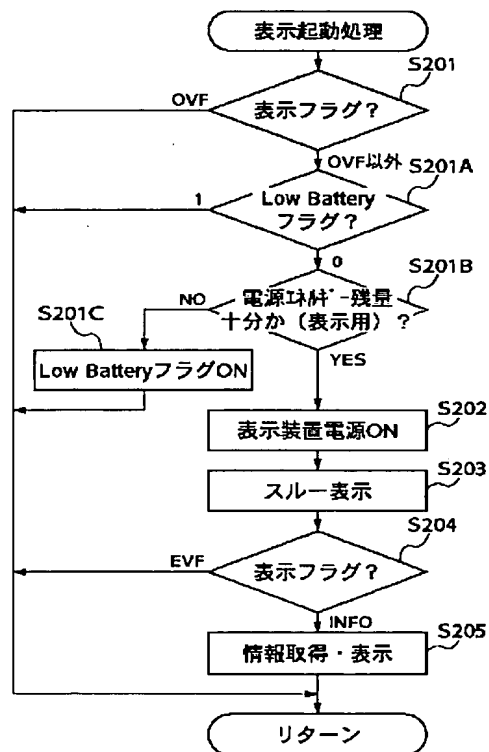 表示起動処理
S201
OVF
表示フラグ?
OVF以外
S201A
1
Low Battery
フラグ?
0
S201B
NO
電源ｴﾈﾙｷﾞｰ残量
十分か（表示用）?
S201C
YES
Low BatteryフラグON
S202
表示装置電源ON
S203
スルー表示
S204
EVF
表示フラグ?
INFO
S205
情報取得・表示
リターン